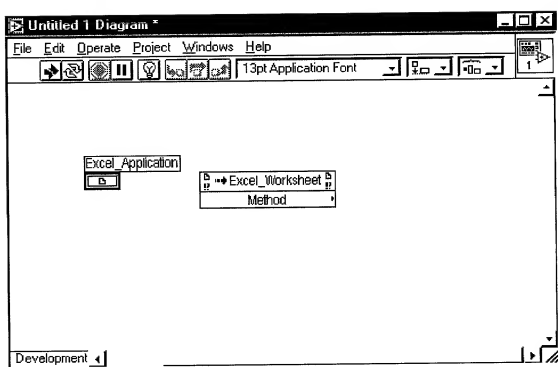 Untitled 1 Diagram *
File Edit Operate Project Windows Help
13pt Application Font
1
Excel_Application
Excel_Worksheet
Method
Development